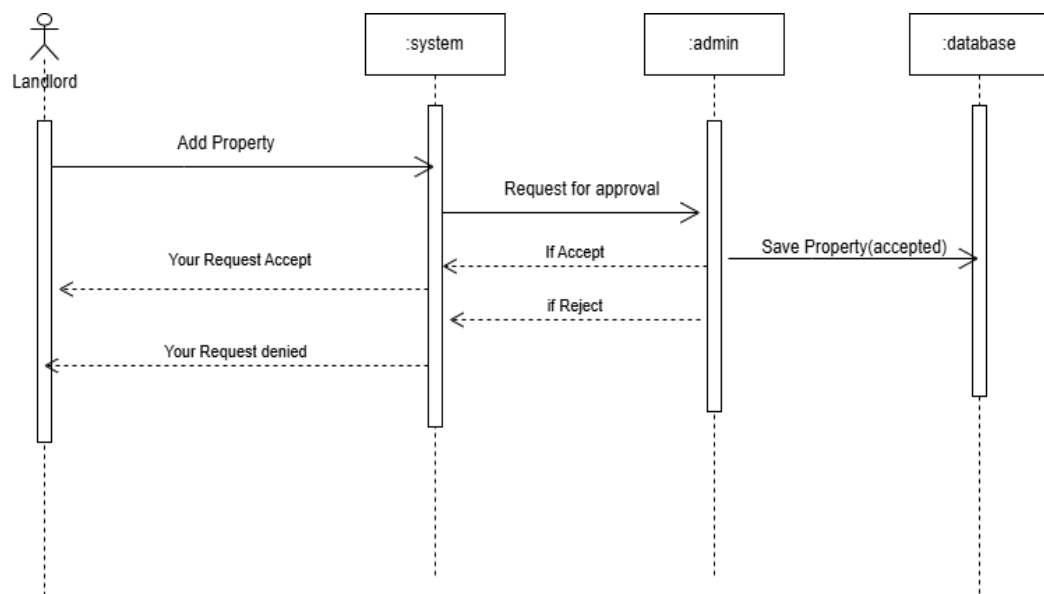 :system
:admin
:database
Landlord
Add Property
Request for approval
Save Property(accepted)
If Accept
Your Request Accept
if Reject
Your Request denied